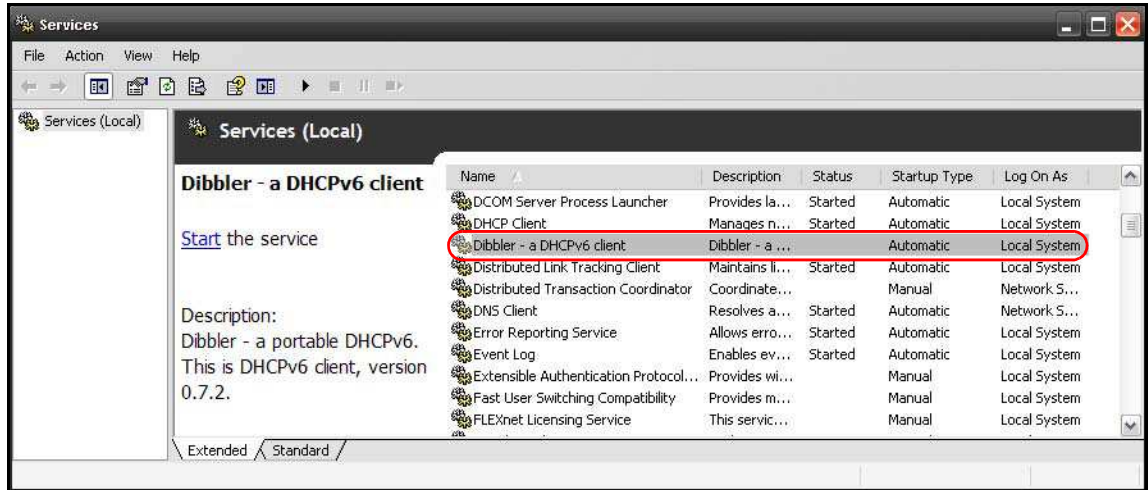 Services
File Action View Help
Services (Local)
Services (Local)
Dibbler - a DHCPv6 client
Start the service
Description:
Dibbler - a portable DHCPv6.
This is DHCPv6 client, version
0.7.2.
Name Description Status Startup Type Log On As
DCOM Server Process Launcher Provides la... Started Automatic Local System
DHCP Client Manages n... Started Automatic Local System
Dibbler - a DHCPv6 client Dibbler - a ... Automatic Local System
Distributed Link Tracking Client Maintains li... Started Automatic Local System
Distributed Transaction Coordinator Coordinate... Manual Network S...
DNS Client Resolves a... Started Automatic Network S...
Error Reporting Service Allows erro... Started Automatic Local System
Event Log Enables ev... Started Automatic Local System
Extensible Authentication Protocol... Provides wi... Manual Local System
Fast User Switching Compatibility Provides m... Manual Local System
FLEXnet Licensing Service This servic... Manual Local System
Extended Standard